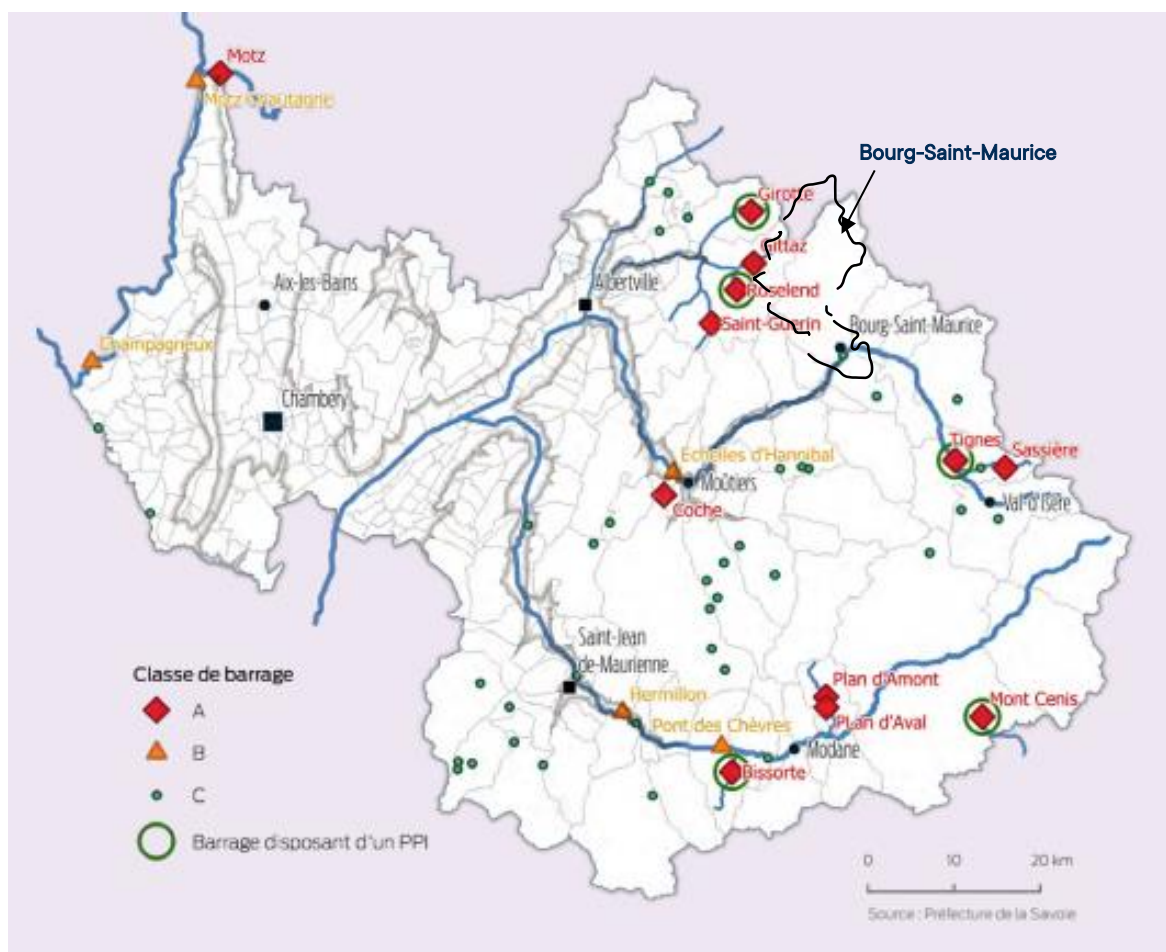 Motz
Motz Chautagne
Bourg-Saint-Maurice
Girotte
Gittaz
Aix-les-Bains
Albertville
Roselend
Saint-Guerin
Bourg-Saint-Maurice
Champagneux
Chambéry
Echelles d'Hannibal
Moûtiers
Coche
Tignes
Sassière
Val-d'Isère
Saint-Jean
de-Maurienne
Hermillon
Pont des Chèvres
Plan d'Amont
Plan d'Aval
Mont Cenis
Modane
Bissorte
Classe de barrage
A
B
C
Barrage disposant d'un PPI
0 10 20 km
Source : Préfecture de la Savoie